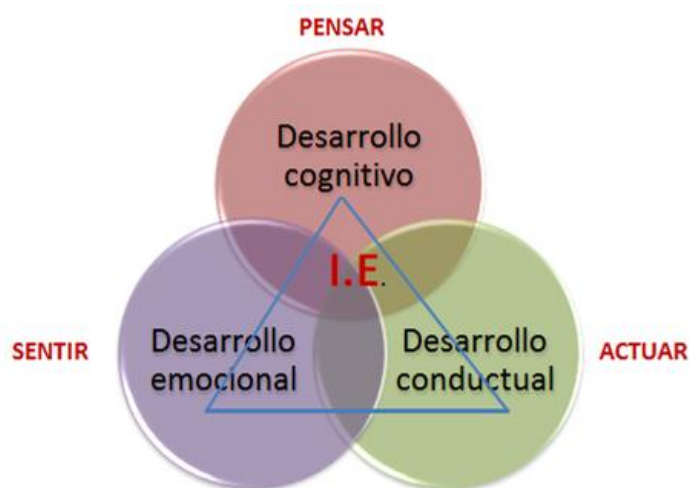 PENSAR
Desarrollo
cognitivo
I.E.
SENTIR
Desarrollo
emocional
Desarrollo
conductual
ACTUAR